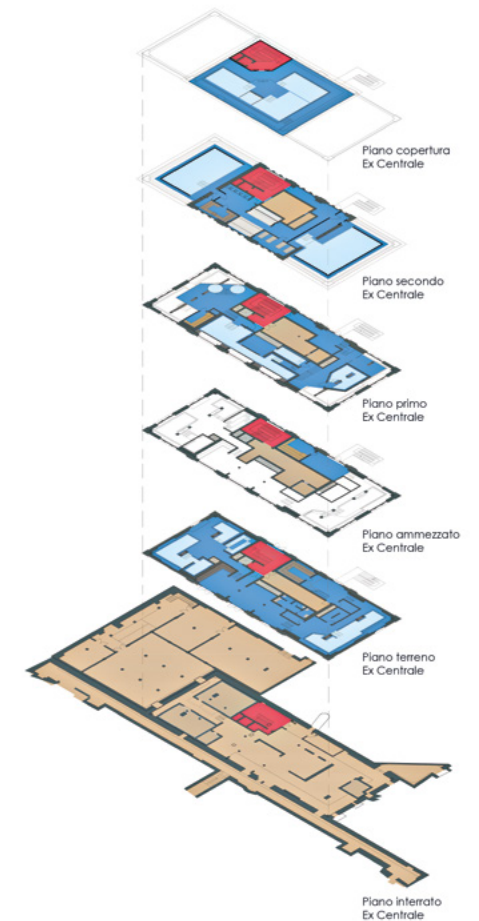 Piano copertura
Ex Centrale
Piano secondo
Ex Centrale
Piano primo
Ex Centrale
Piano ammezzato
Ex Centrale
Piano terreno
Ex Centrale
Piano interrato
Ex Centrale